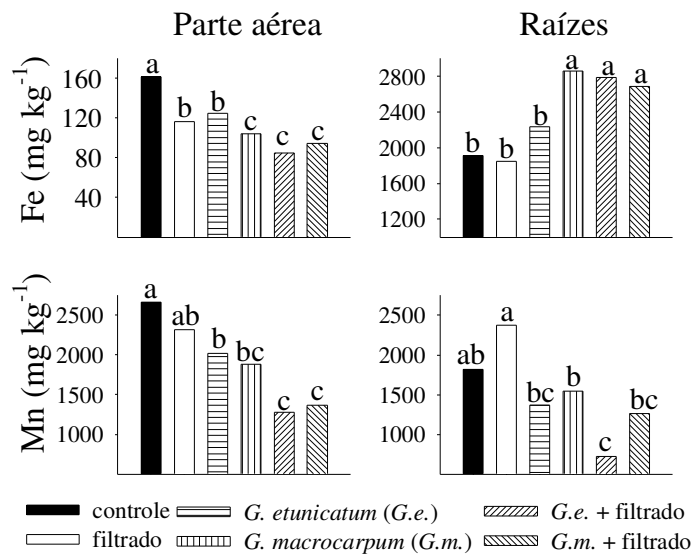 Parte aérea
Raízes
Fe (mg kg-1)
160
120
80
40
a
b
b
c
c
c
2800
2400
2000
1600
1200
b
b
b
a
a
a
Mn (mg kg-1)
2500
2000
1500
1000
a
ab
b
bc
c
c
2500
2000
1500
1000
ab
a
bc
b
c
bc
controle
G. etunicatum (G.e.)
G.e. + filtrado
filtrado
G. macrocarpum (G.m.)
G.m. + filtrado